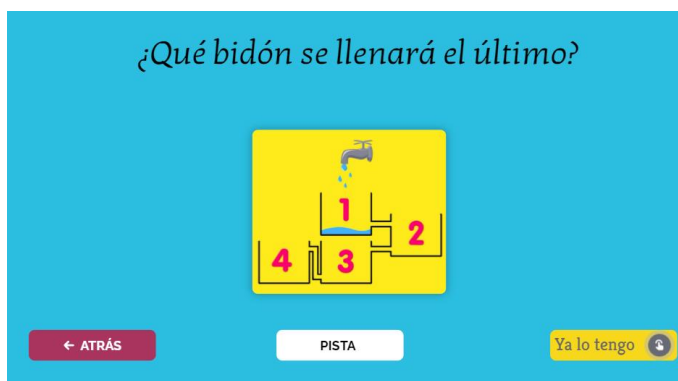 ¿Qué bidón se llenará el último?
1
2
4
3
← ATRÁS
PISTA
Ya lo tengo